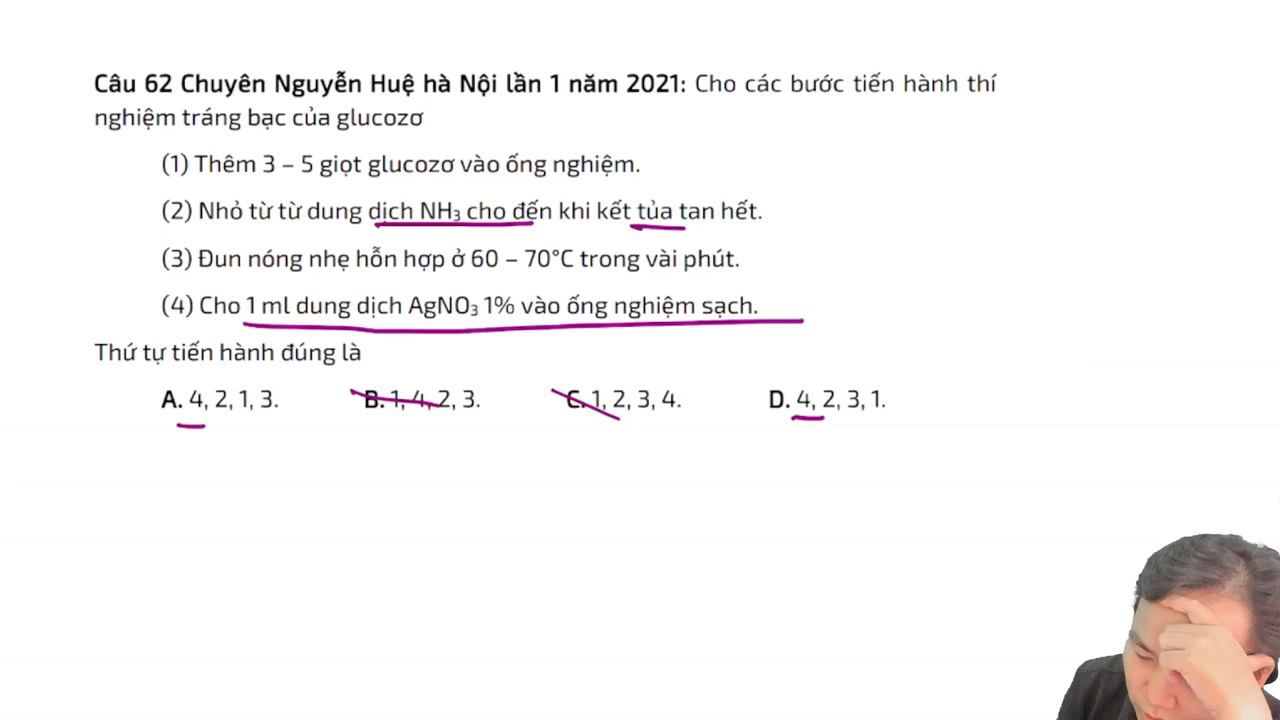 Câu 62 Chuyên Nguyễn Huệ hà Nội lần 1 năm 2021: Cho các bước tiến hành thí
nghiệm tráng bạc của glucozơ
(1) Thêm 3 – 5 giọt glucozơ vào ống nghiệm.
(2) Nhỏ từ từ dung dịch NH₃ cho đến khi kết tủa tan hết.
(3) Đun nóng nhẹ hỗn hợp ở 60 – 70°C trong vài phút.
(4) Cho 1 ml dung dịch AgNO₃ 1% vào ống nghiệm sạch.
Thứ tự tiến hành đúng là
A. 4, 2, 1, 3. B. 1, 4, 2, 3. C. 1, 2, 3, 4. D. 4, 2, 3, 1.